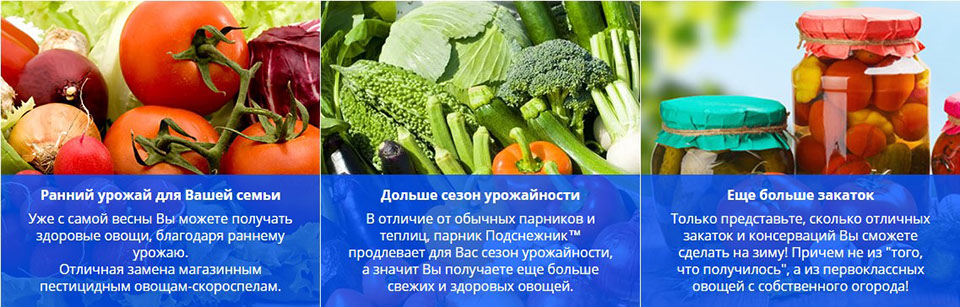 Ранний урожай для Вашей семьи
Уже с самой весны Вы можете получать
здоровые овощи, благодаря раннему
урожаю.
Отличная замена магазинным
пестицидным овощам-скороспелам.
Дольше сезон урожайности
В отличие от обычных парников и
теплиц, парник Подснежник™
продлевает для Вас сезон урожайности,
а значит Вы получаете еще больше
свежих и здоровых овощей.
Еще больше закаток
Только представьте, сколько отличных
закаток и консерваций Вы сможете
сделать на зиму! Причем не из "того,
что получилось", а из первоклассных
овощей с собственного огорода!